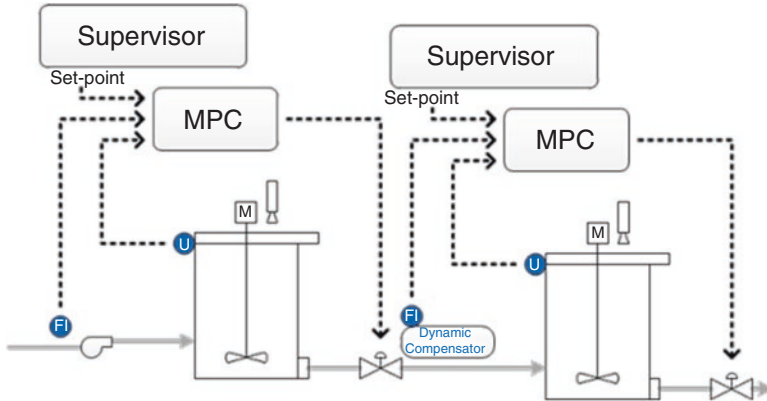 Supervisor
Set-point
MPC
M
U
FI
Supervisor
Set-point
MPC
M
U
FI
Dynamic
Compensator